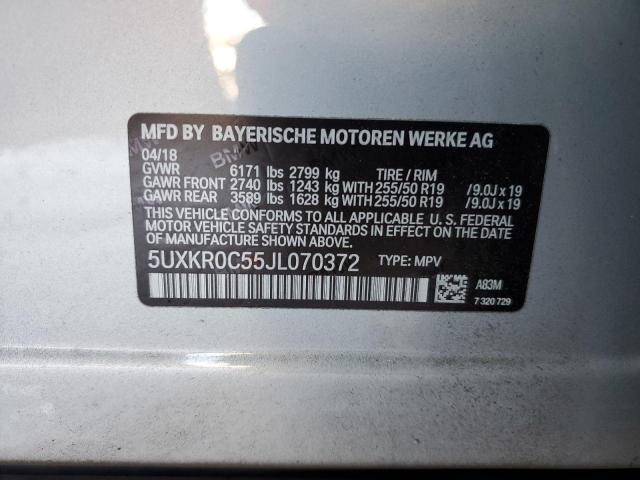 MFD BY BAYERISCHE MOTOREN WERKE AG
04/18
GVWR 6171 lbs 2799 kg TIRE / RIM
GAWR FRONT 2740 lbs 1243 kg WITH 255/50 R19 /9.0J x 19
GAWR REAR 3589 lbs 1628 kg WITH 255/50 R19 /9.0J x 19
THIS VEHICLE CONFORMS TO ALL APPLICABLE U. S. FEDERAL
MOTOR VEHICLE SAFETY STANDARDS IN EFFECT ON THE
DATE OF MANUFACTURE SHOWN ABOVE.
5UXKR0C55JL070372 TYPE: MPV
A83M
7 320 729